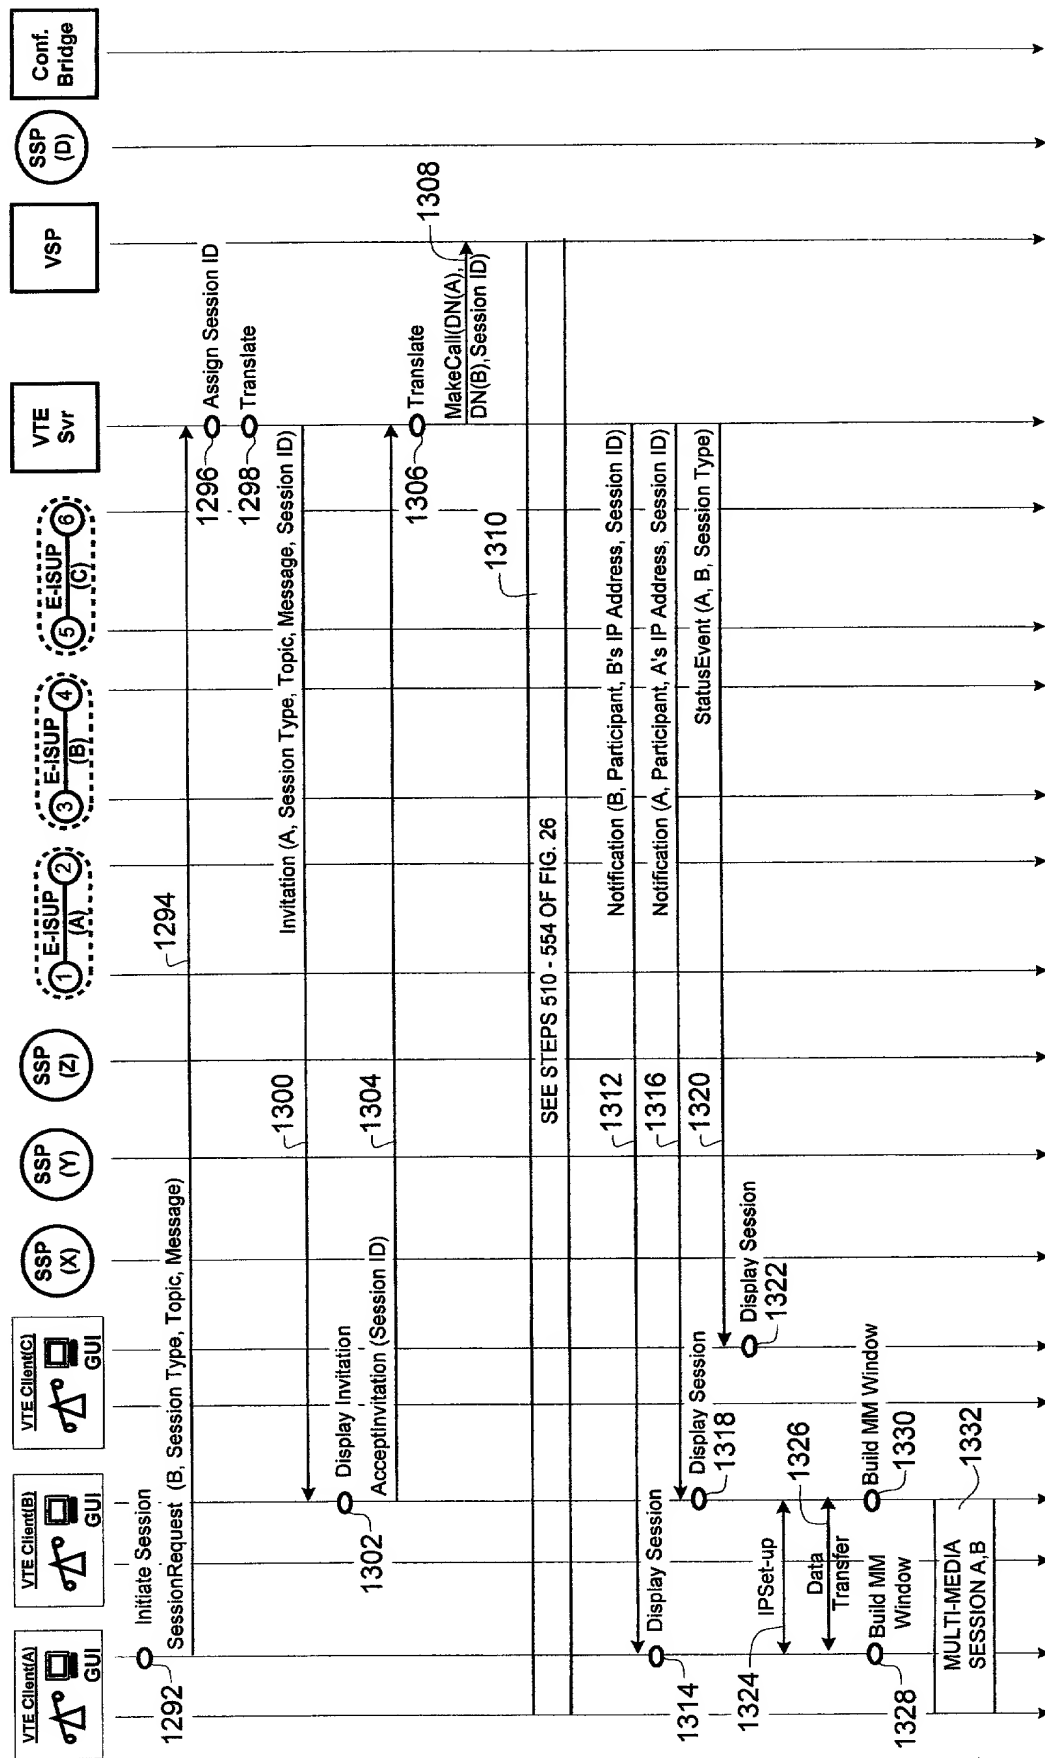 VTE Client(A)
GUI
VTE Client(B)
GUI
VTE Client(C)
GUI
SSP
(X)
SSP
(Y)
SSP
(Z)
1
E-ISUP
(A)
2
3
E-ISUP
(B)
4
5
E-ISUP
(C)
6
VTE
Svr
VSP
SSP
(D)
Conf.
Bridge
Initiate Session
1292
SessionRequest (B, Session Type, Topic, Message)
1294
Assign Session ID
1296
Translate
1298
Invitation (A, Session Type, Topic, Message, Session ID)
1300
Display Invitation
1302
AcceptInvitation (Session ID)
1304
Translate
1306
MakeCall(DN(A),
DN(B),Session ID)
1308
SEE STEPS 510 - 554 OF FIG. 26
1310
Notification (B, Participant, B's IP Address, Session ID)
1312
Display Session
1314
Notification (A, Participant, A's IP Address, Session ID)
1316
Display Session
1318
StatusEvent (A, B, Session Type)
1320
Display Session
1322
IPSet-up
1324
Data
Transfer
1326
Build MM
Window
1328
Build MM Window
1330
MULTI-MEDIA
SESSION A,B
1332